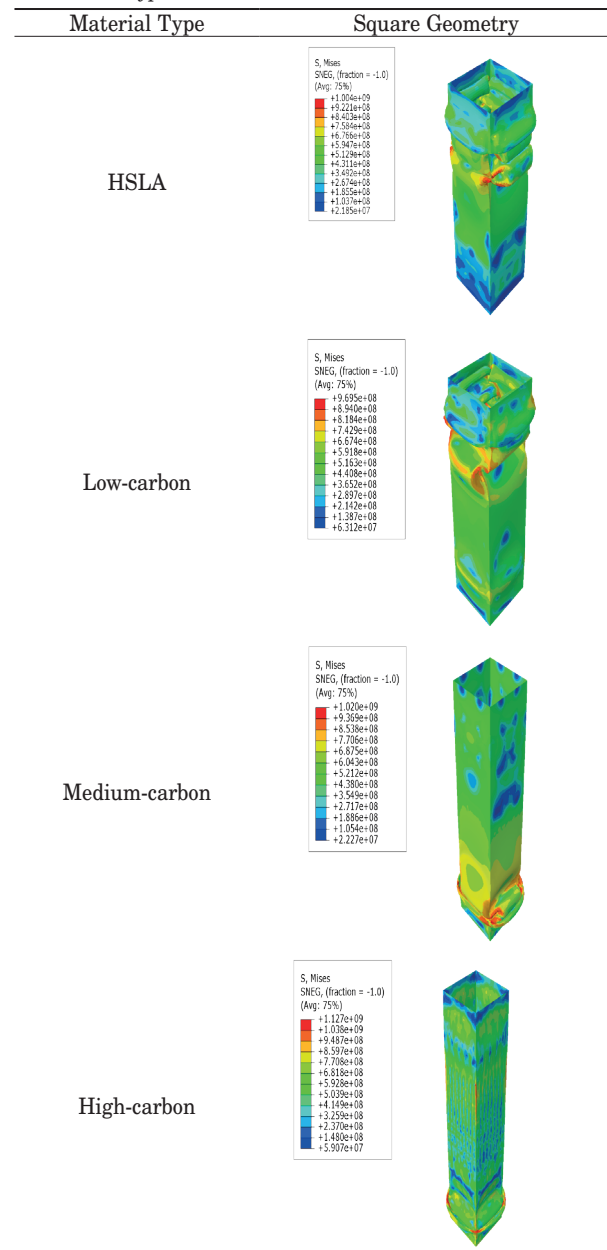 Material Type Square Geometry
S, Mises
SNEG, (fraction = -1.0)
(Avg: 75%)
+1.004e+09
+9.221e+08
+8.403e+08
+7.584e+08
+6.766e+08
+5.947e+08
+5.129e+08
+4.311e+08
+3.492e+08
+2.674e+08
+1.855e+08
+1.037e+08
+2.185e+07
HSLA
S, Mises
SNEG, (fraction = -1.0)
(Avg: 75%)
+9.695e+08
+8.940e+08
+8.184e+08
+7.429e+08
+6.674e+08
+5.918e+08
+5.163e+08
+4.408e+08
+3.652e+08
+2.897e+08
+2.142e+08
+1.387e+08
+6.312e+07
Low-carbon
S, Mises
SNEG, (fraction = -1.0)
(Avg: 75%)
+1.020e+09
+9.369e+08
+8.538e+08
+7.706e+08
+6.875e+08
+6.043e+08
+5.212e+08
+4.380e+08
+3.549e+08
+2.717e+08
+1.886e+08
+1.054e+08
+2.227e+07
Medium-carbon
S, Mises
SNEG, (fraction = -1.0)
(Avg: 75%)
+1.127e+09
+1.038e+09
+9.487e+08
+8.597e+08
+7.708e+08
+6.818e+08
+5.928e+08
+5.039e+08
+4.149e+08
+3.259e+08
+2.370e+08
+1.480e+08
+5.907e+07
High-carbon